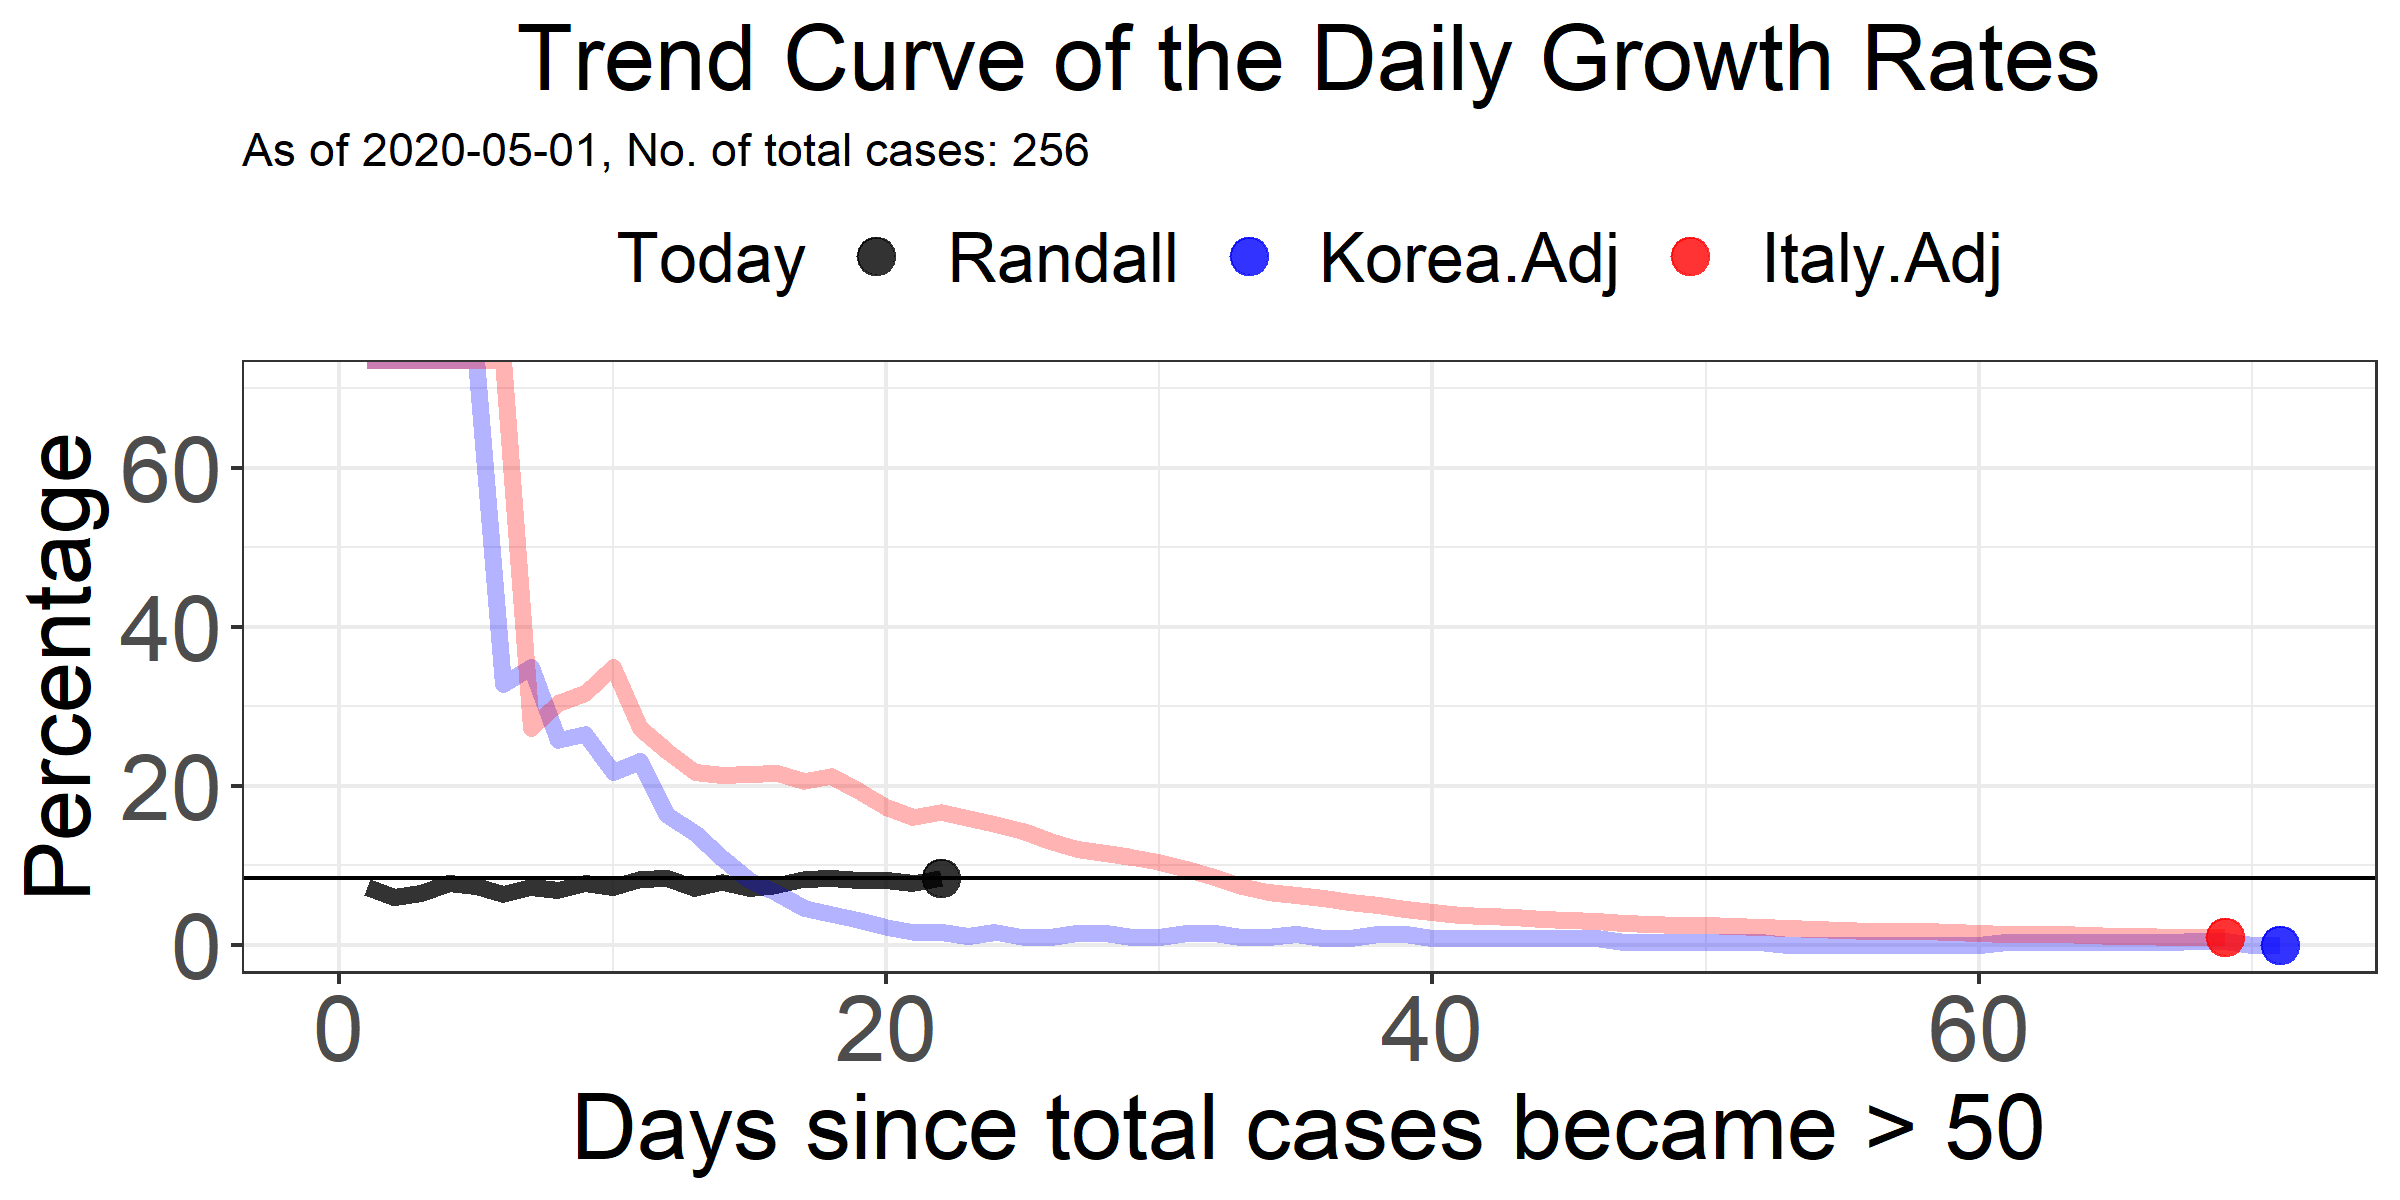 Trend Curve of the Daily Growth Rates
As of 2020-05-01, No. of total cases: 256
Today Randall Korea.Adj Italy.Adj
Percentage
60
40
20
0
0 20 40 60
Days since total cases became > 50